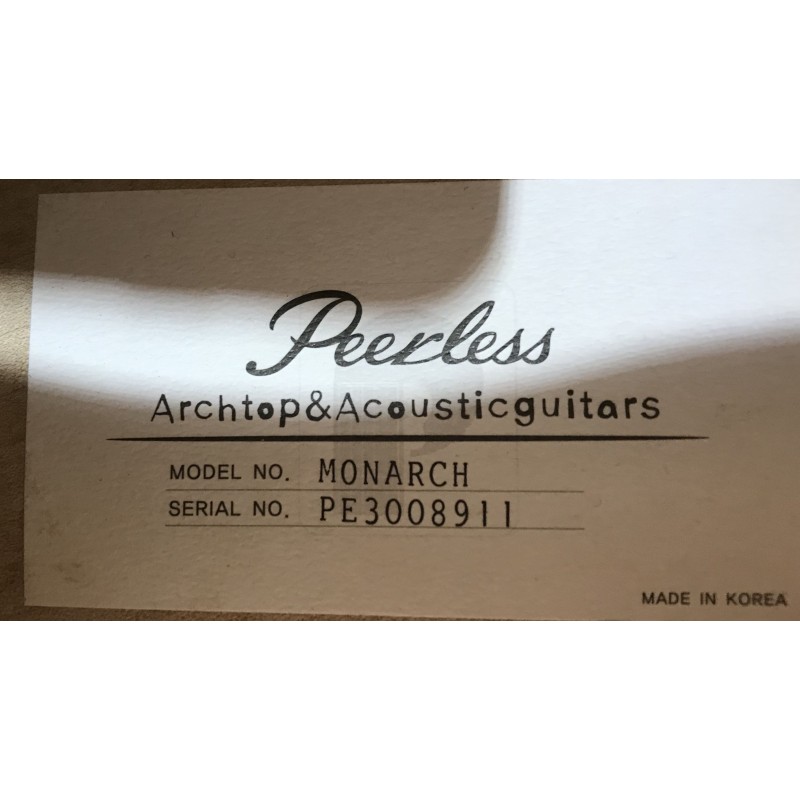 Peerless
Archtop&Acousticguitars
MODEL NO. MONARCH
SERIAL NO. PE3008911
MADE IN KOREA